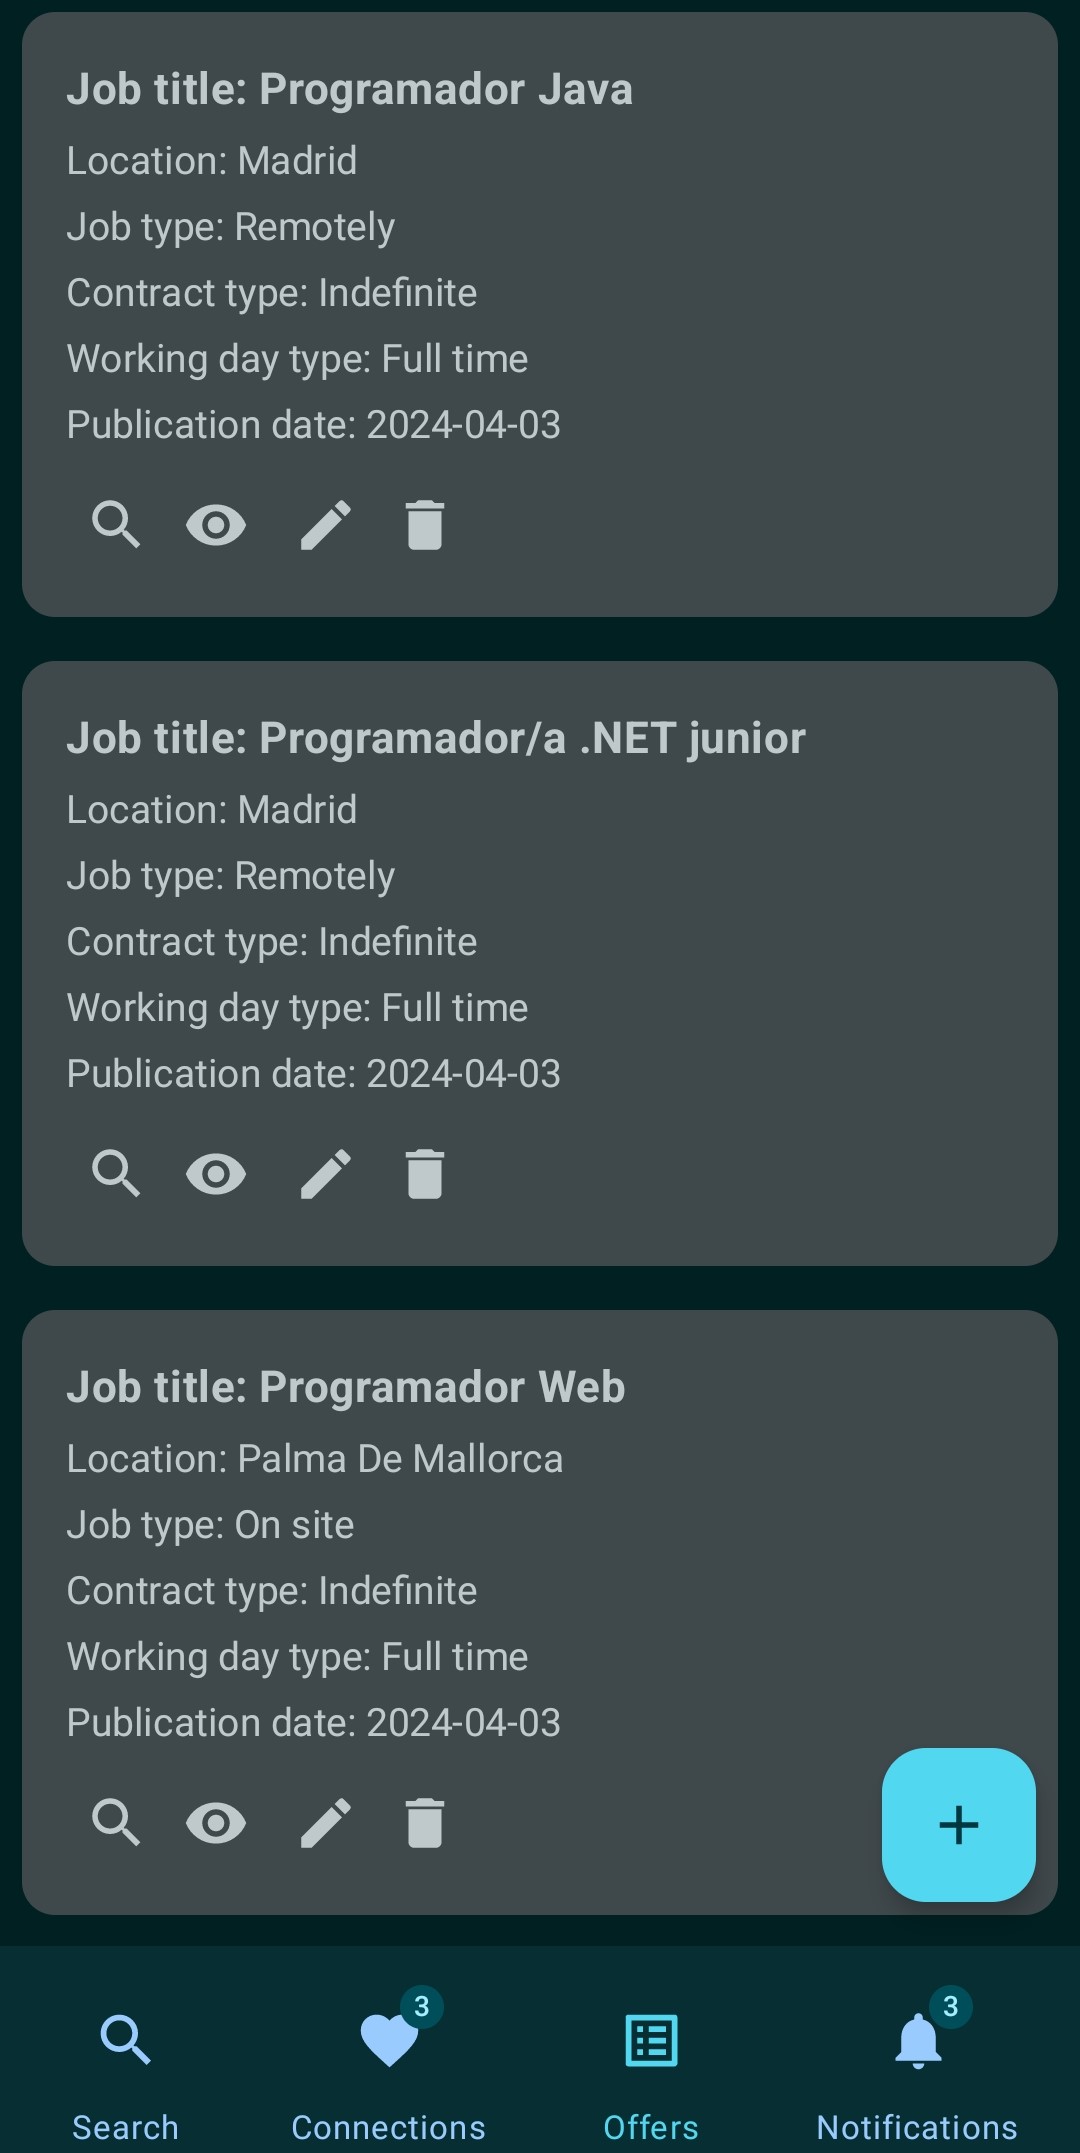 Job title: Programador Java
Location: Madrid
Job type: Remotely
Contract type: Indefinite
Working day type: Full time
Publication date: 2024-04-03
Job title: Programador/a .NET junior
Location: Madrid
Job type: Remotely
Contract type: Indefinite
Working day type: Full time
Publication date: 2024-04-03
Job title: Programador Web
Location: Palma De Mallorca
Job type: On site
Contract type: Indefinite
Working day type: Full time
Publication date: 2024-04-03
3 3
Search Connections Offers Notifications